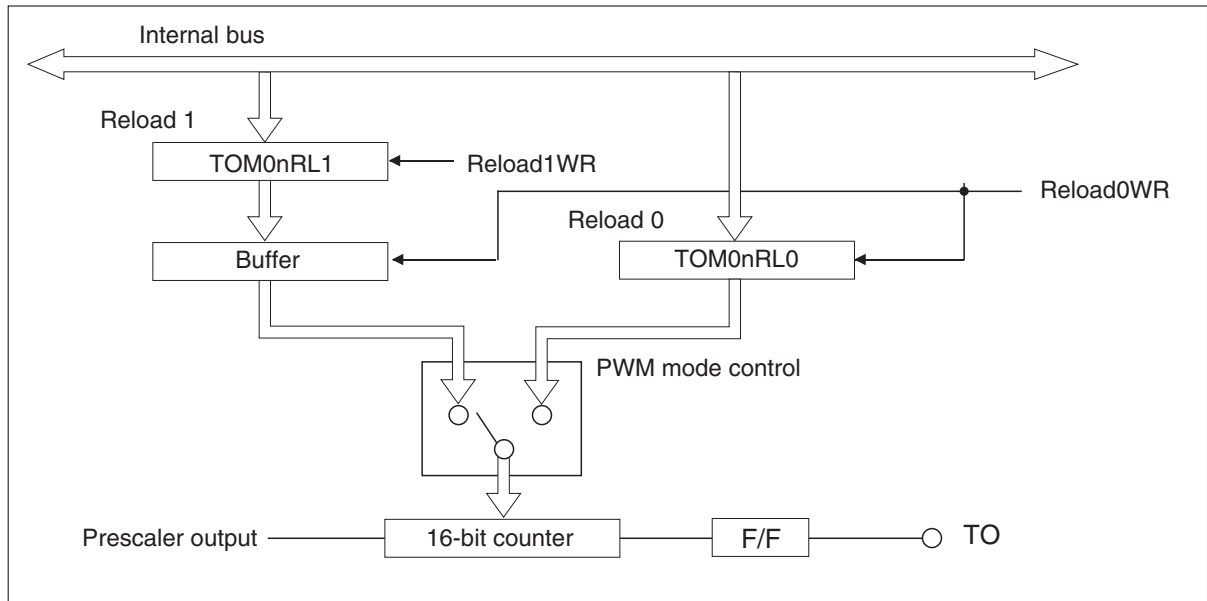 Internal bus
Reload 1
TOM0nRL1
Reload1WR
Reload0WR
Reload 0
Buffer
TOM0nRL0
PWM mode control
Prescaler output
16-bit counter
F/F
TO